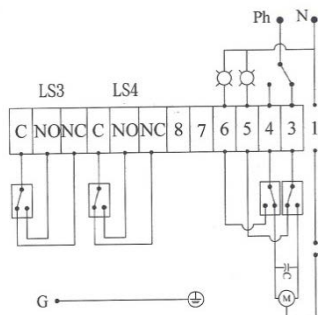 Ph N
LS3 LS4
C NO NC C NO NC 8 7 6 5 4 3 1
C
G M